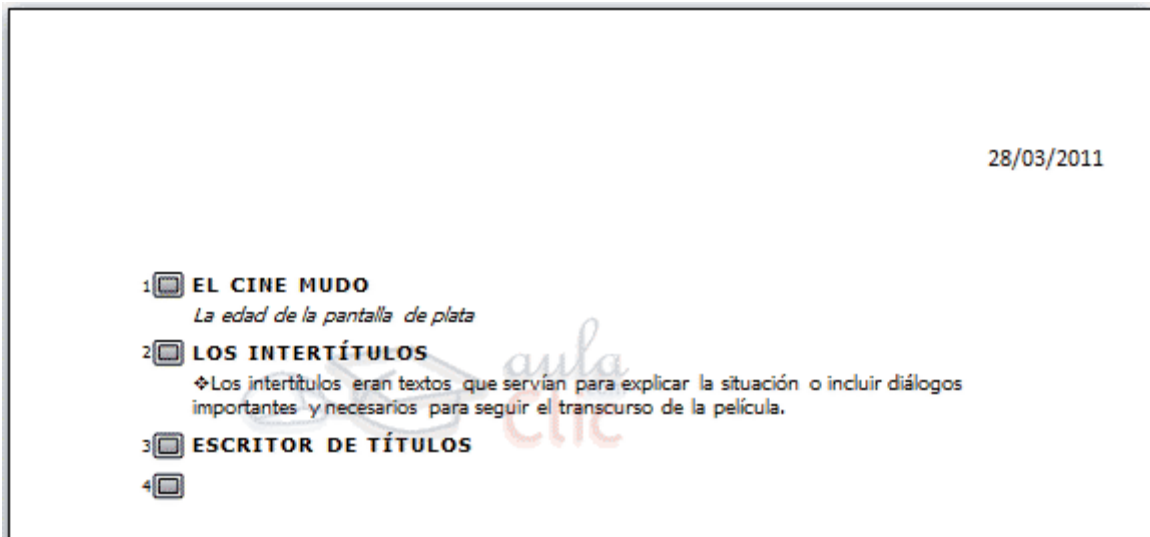 28/03/2011
1 EL CINE MUDO
La edad de la pantalla de plata
2 LOS INTERTÍTULOS
❖Los intertítulos eran textos que servían para explicar la situación o incluir diálogos
importantes y necesarios para seguir el transcurso de la película.
3 ESCRITOR DE TÍTULOS
4
aula
clic